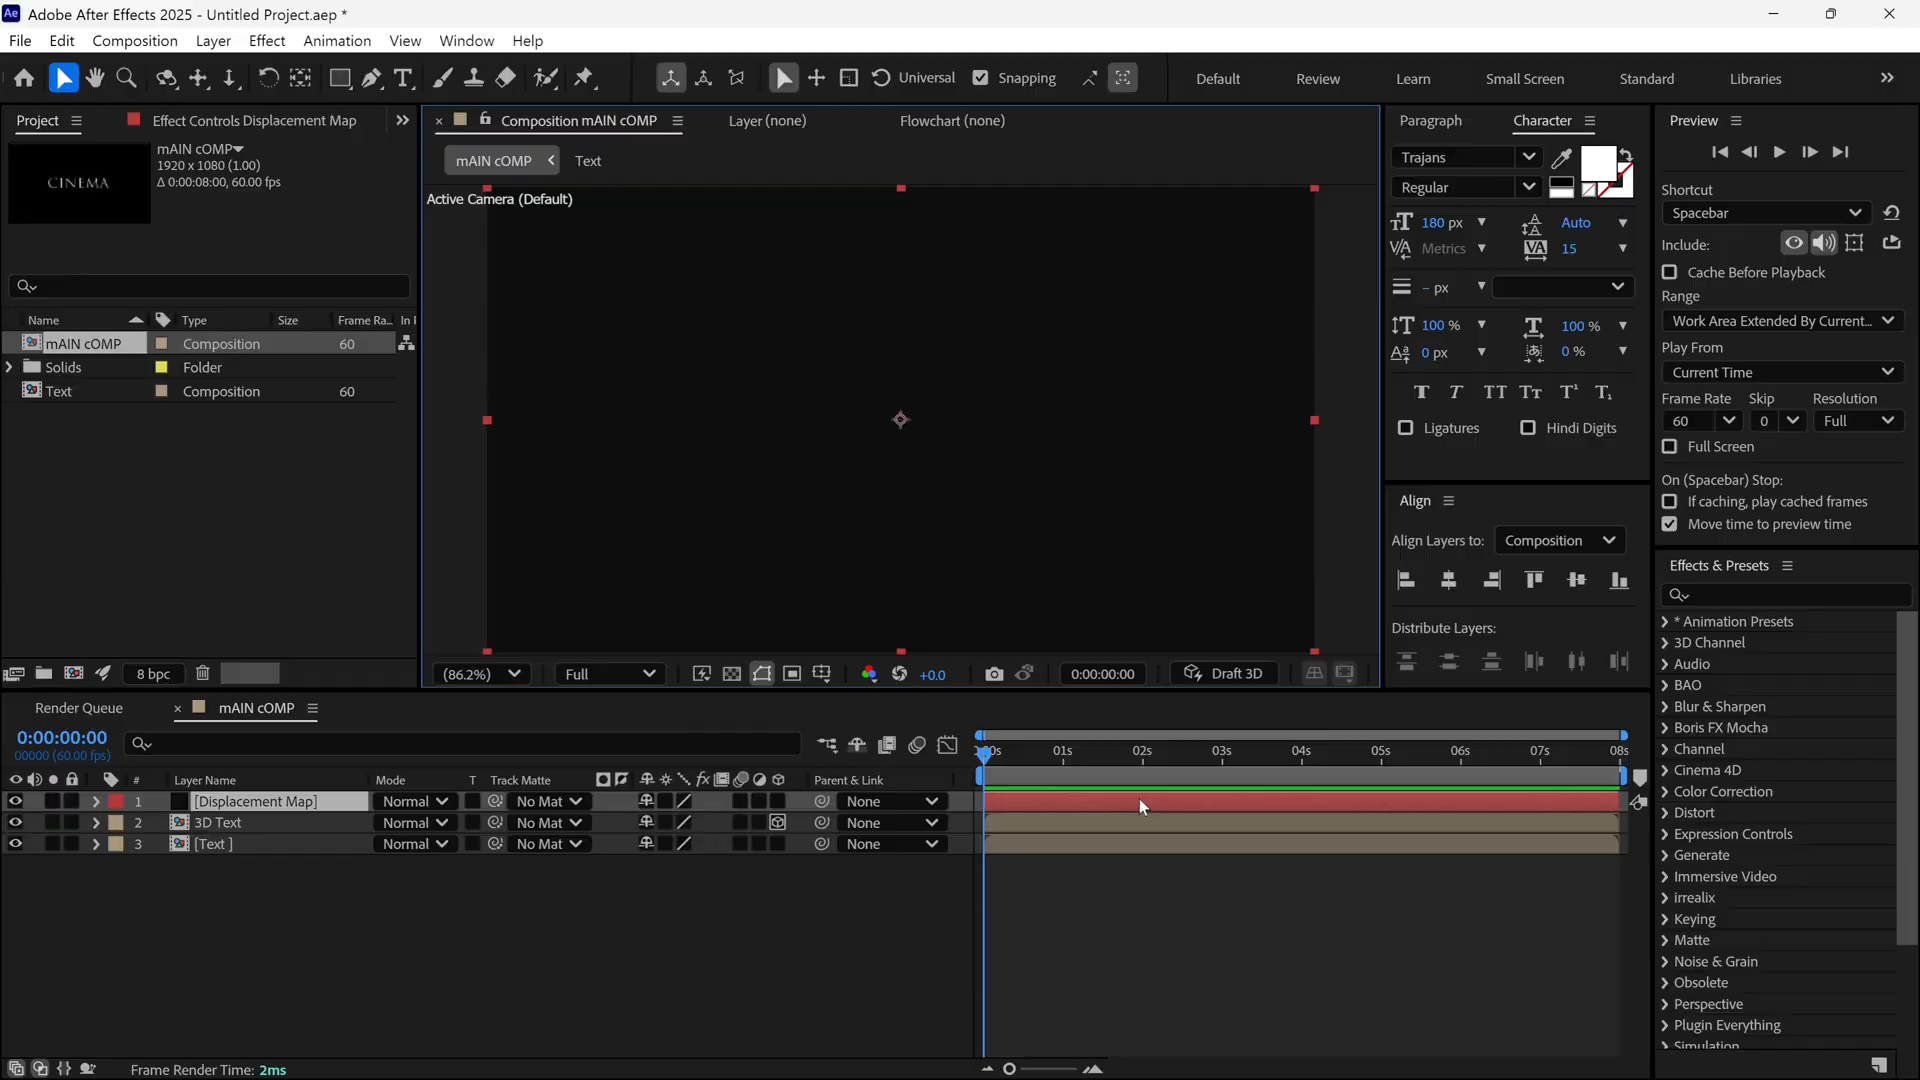 Ae Adobe After Effects 2025 - Untitled Project.aep *
File Edit Composition Layer Effect Animation View Window Help
Universal Snapping Default Review Learn Small Screen Standard Libraries
Project Effect Controls Displacement Map
Composition mAIN cOMP Layer (none) Flowchart (none)
Paragraph Character Preview
mAIN cOMP
1920 x 1080 (1.00)
Δ 0:00:08:00, 60.00 fps
CINEMA
mAIN cOMP Text
Active Camera (Default)
Trajans
Regular
180 px Auto
Metrics 15
– px
100 % 100 %
0 px 0 %
Ligatures Hindi Digits
Shortcut
Spacebar
Include:
Cache Before Playback
Range
Work Area Extended By Current...
Play From
Current Time
Frame Rate Skip Resolution
60 0 Full
Full Screen
On (Spacebar) Stop:
If caching, play cached frames
Move time to preview time
Name Type Size Frame Ra... In
mAIN cOMP Composition 60
Solids Folder
Text Composition 60
Align
Align Layers to: Composition
Distribute Layers:
Effects & Presets
* Animation Presets
3D Channel
Audio
BAO
Blur & Sharpen
Boris FX Mocha
Channel
Cinema 4D
Color Correction
Distort
Expression Controls
Generate
Immersive Video
irrealix
Keying
Matte
Noise & Grain
Obsolete
Perspective
Plugin Everything
Simulation
8 bpc
(86.2%) Full +0.0 0:00:00:00 Draft 3D
Render Queue mAIN cOMP
0:00:00:00
00000 (60.00 fps)
01s 02s 03s 04s 05s 06s 07s 08s
# Layer Name Mode T Track Matte fx Parent & Link
1 [Displacement Map] Normal No Mat None
2 3D Text Normal No Mat None
3 [Text ] Normal No Mat None
Frame Render Time: 2ms